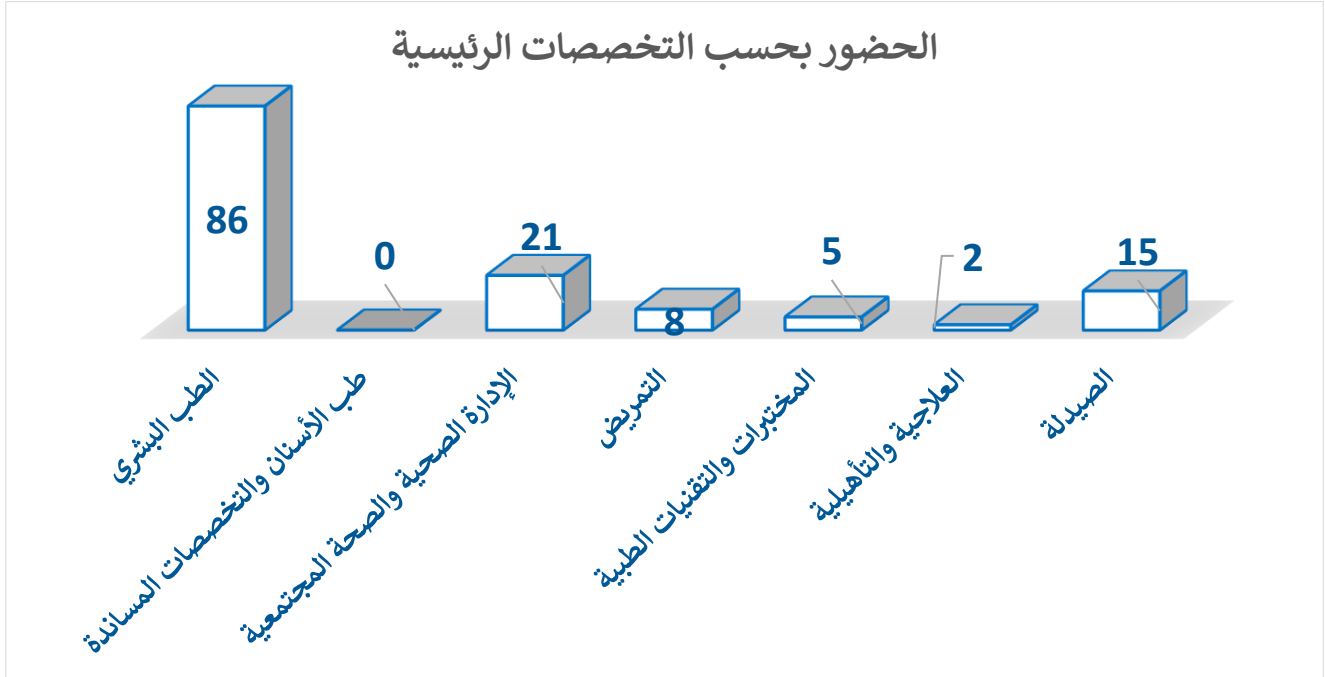 الحضور بحسب التخصصات الرئيسية
86
0
21
8
5
2
15
الطب البشري
طب الأسنان والتخصصات المساندة
الإدارة الصحية والصحة المجتمعية
التمريض
المختبرات والتقنيات الطبية
العلاجية والتأهيلية
الصيدلة